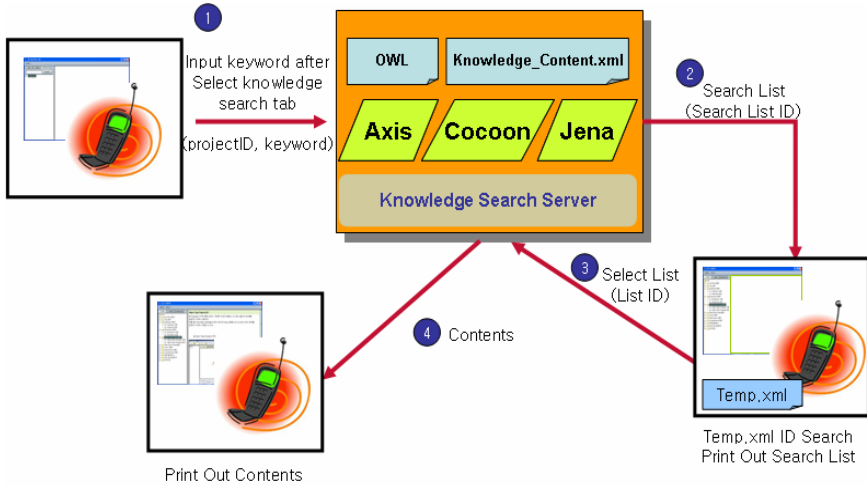 1
Input keyword after
Select knowledge
search tab
(projectID, keyword)
OWL
Knowledge_Content.xml
Axis
Cocoon
Jena
Knowledge Search Server
2
Search List
(Search List ID)
3
Select List
(List ID)
4
Contents
Temp.xml
Temp.xml ID Search
Print Out Search List
Print Out Contents